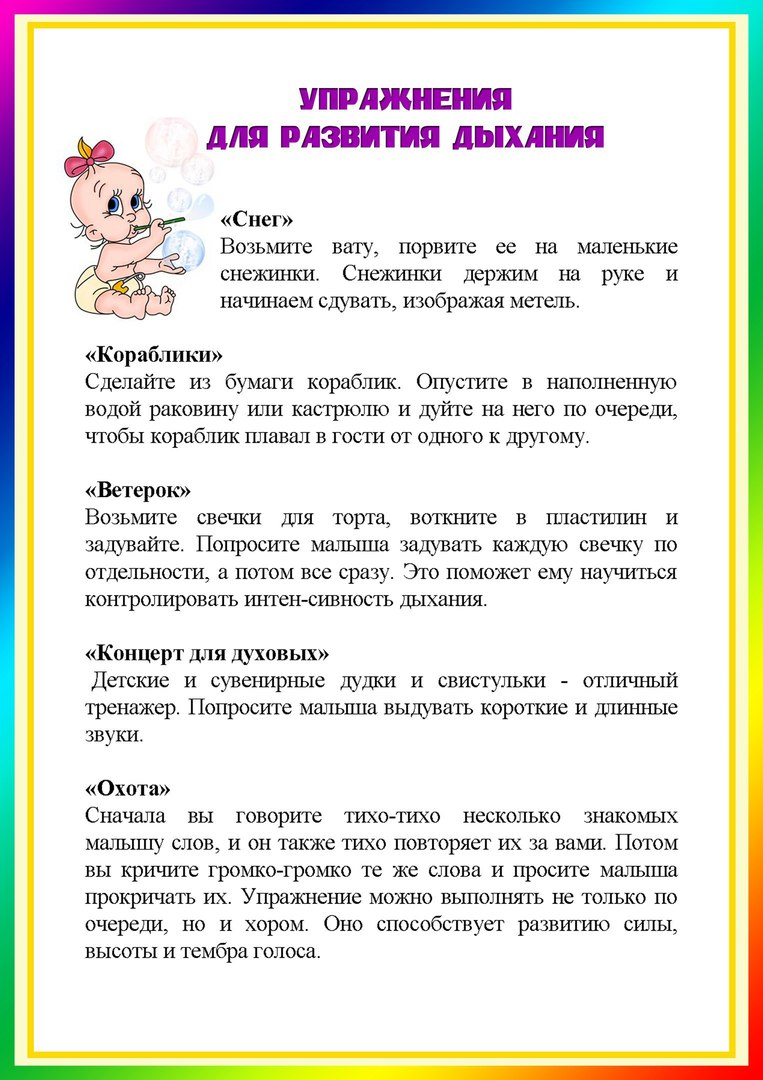 УПРАЖНЕНИЯ
ДЛЯ РАЗВИТИЯ ДЫХАНИЯ
«Снег»
Возьмите вату, порвите ее на маленькие
снежинки. Снежинки держим на руке и
начинаем сдувать, изображая метель.
«Кораблики»
Сделайте из бумаги кораблик. Опустите в наполненную
водой раковину или кастрюлю и дуйте на него по очереди,
чтобы кораблик плавал в гости от одного к другому.
«Ветерок»
Возьмите свечки для торта, воткните в пластилин и
задувайте. Попросите малыша задувать каждую свечку по
отдельности, а потом все сразу. Это поможет ему научиться
контролировать интен-сивность дыхания.
«Концерт для духовых»
Детские и сувенирные дудки и свистульки - отличный
тренажер. Попросите малыша выдувать короткие и длинные
звуки.
«Охота»
Сначала вы говорите тихо-тихо несколько знакомых
малышу слов, и он также тихо повторяет их за вами. Потом
вы кричите громко-громко те же слова и просите малыша
прокричать их. Упражнение можно выполнять не только по
очереди, но и хором. Оно способствует развитию силы,
высоты и тембра голоса.